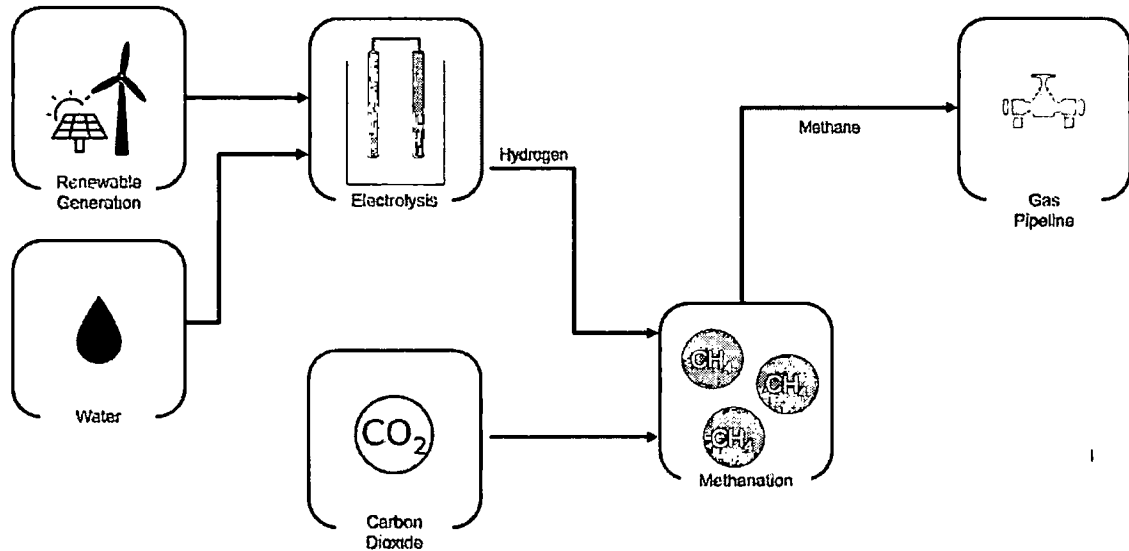 Renewable
Generation
Water
Electrolysis
Hydrogen
CO₂
Carbon
Dioxide
CH₄
CH₄
CH₄
Methanation
Methane
Gas
Pipeline